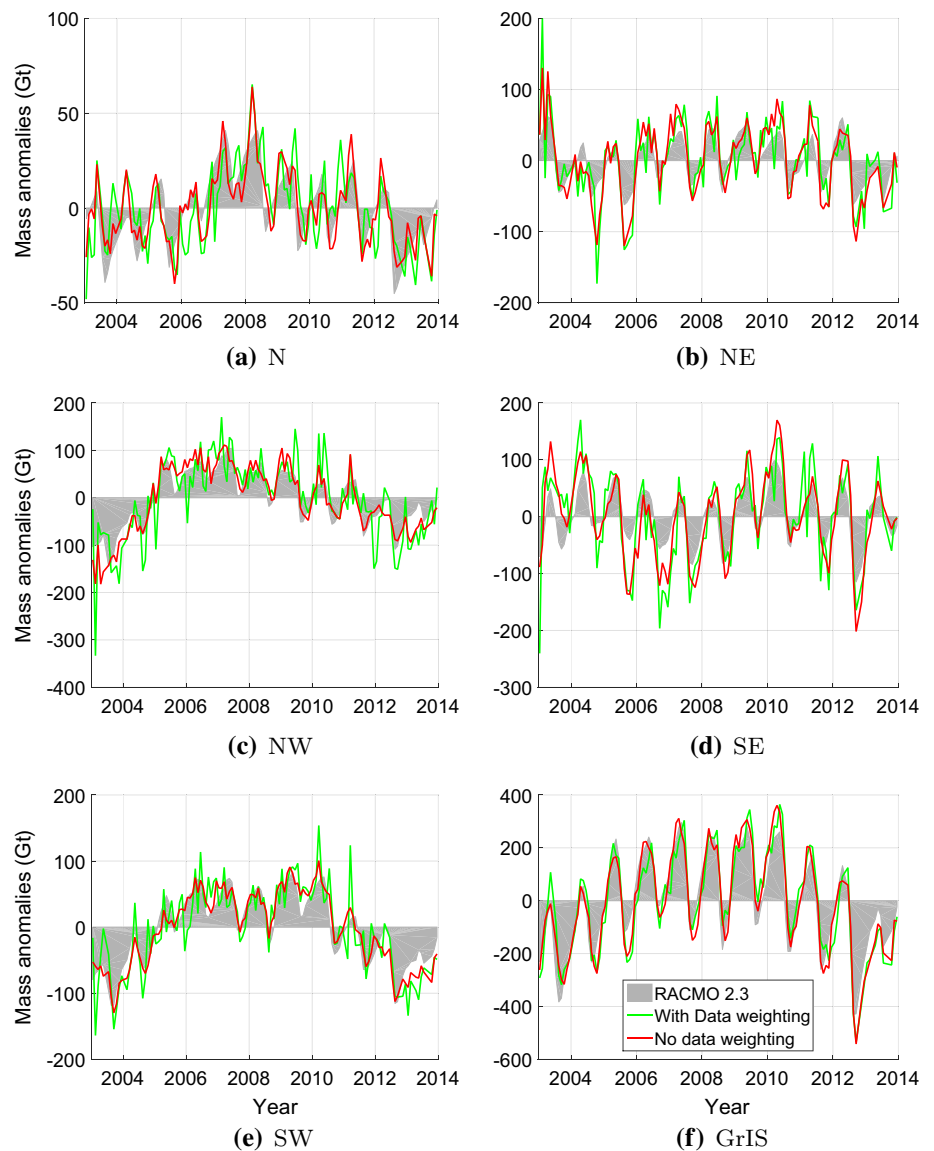 Mass anomalies (Gt)
100
50
0
-50
2004 2006 2008 2010 2012 2014
(a) N
200
100
0
-100
-200
2004 2006 2008 2010 2012 2014
(b) NE
Mass anomalies (Gt)
200
100
0
-100
-200
-300
-400
2004 2006 2008 2010 2012 2014
(c) NW
200
100
0
-100
-200
-300
2004 2006 2008 2010 2012 2014
(d) SE
Mass anomalies (Gt)
200
100
0
-100
-200
2004 2006 2008 2010 2012 2014
Year
(e) SW
400
200
0
-200
-400
-600
RACMO 2.3
With Data weighting
No data weighting
2004 2006 2008 2010 2012 2014
Year
(f) GrIS